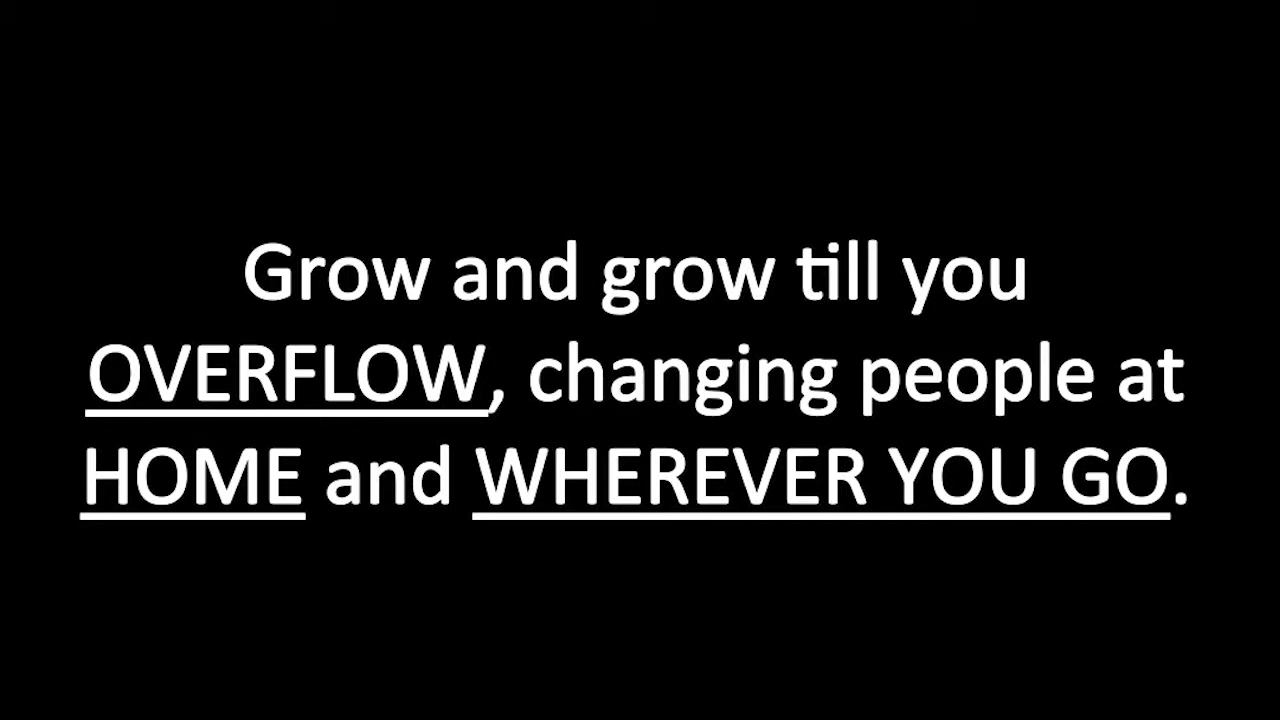 Grow and grow till you
OVERFLOW, changing people at
HOME and WHEREVER YOU GO.